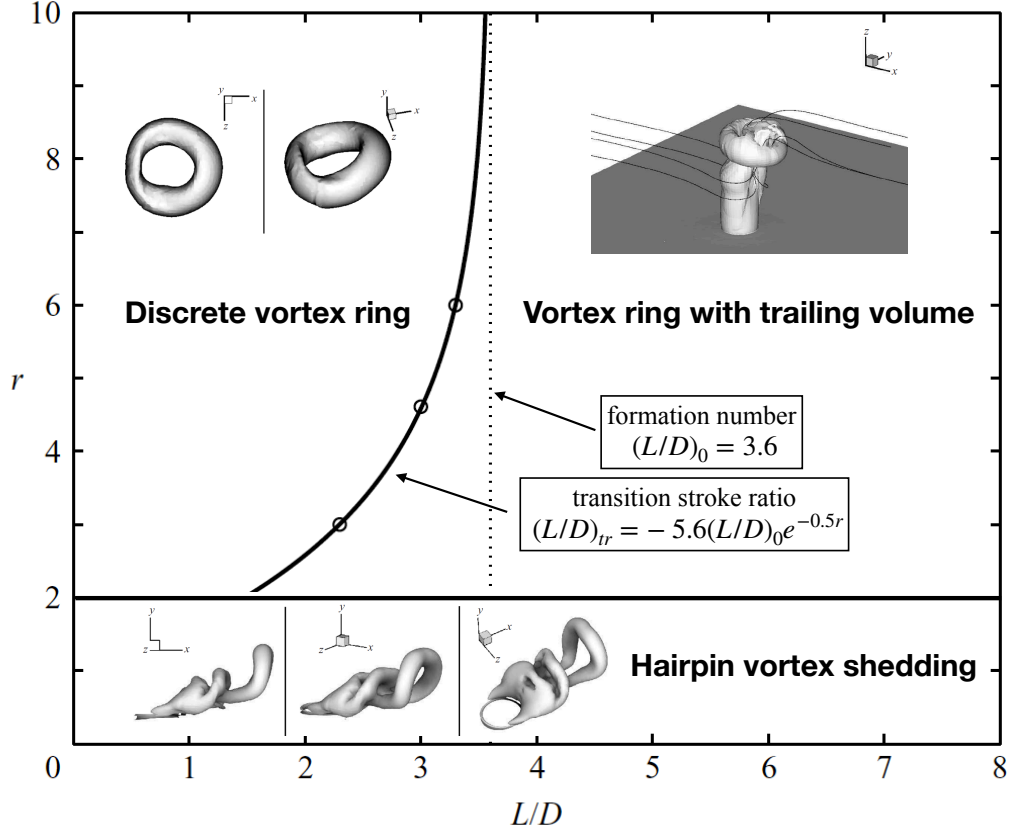 10
8
6
4
2
0
r
y
x
z
y
x
z
z
y
x
Discrete vortex ring
Vortex ring with trailing volume
formation number
(L/D)₀ = 3.6
transition stroke ratio
(L/D)ₜᵣ = − 5.6(L/D)₀e^{−0.5r}
y
z
x
y
z
x
y
x
z
Hairpin vortex shedding
1
2
3
4
5
6
7
8
L/D